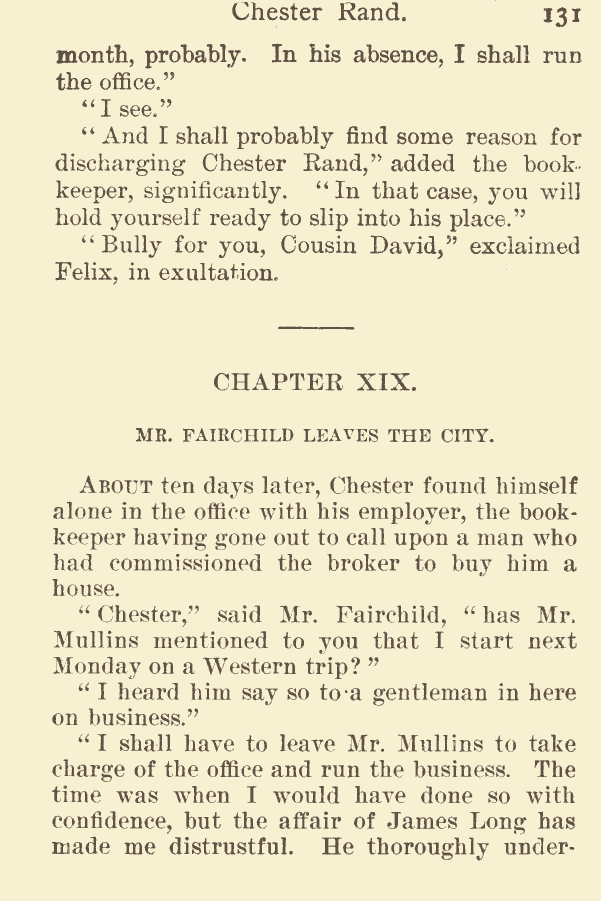 Chester Rand. 131
month, probably. In his absence, I shall run
the office.”
“I see.”
“And I shall probably find some reason for
discharging Chester Rand,” added the book-
keeper, significantly. “In that case, you will
hold yourself ready to slip into his place.”
“Bully for you, Cousin David,” exclaimed
Felix, in exultation.
CHAPTER XIX.
MR. FAIRCHILD LEAVES THE CITY.
ABOUT ten days later, Chester found himself
alone in the office with his employer, the book-
keeper having gone out to call upon a man who
had commissioned the broker to buy him a
house.
“Chester,” said Mr. Fairchild, “has Mr.
Mullins mentioned to you that I start next
Monday on a Western trip?”
“I heard him say so to a gentleman in here
on business.”
“I shall have to leave Mr. Mullins to take
charge of the office and run the business. The
time was when I would have done so with
confidence, but the affair of James Long has
made me distrustful. He thoroughly under-